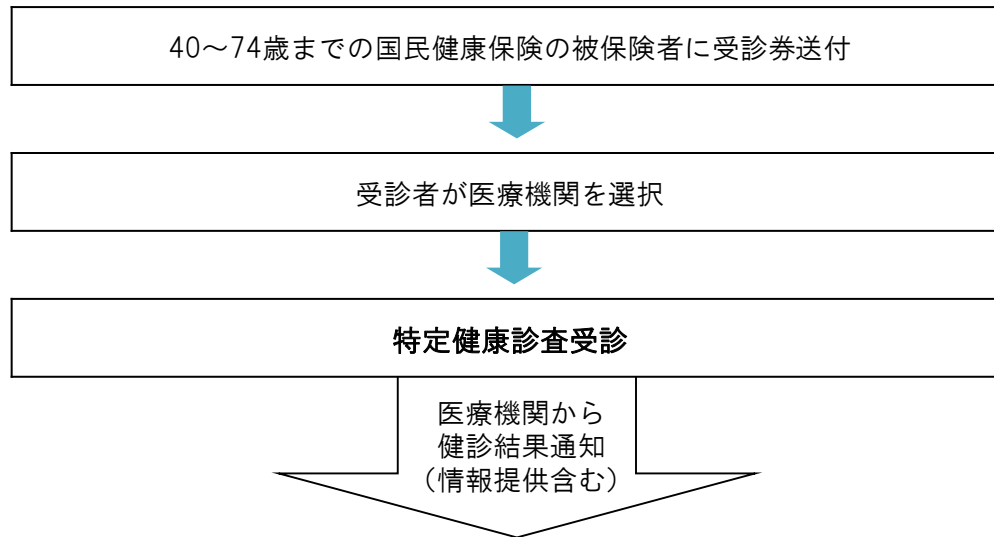 40～74歳までの国民健康保険の被保険者に受診券送付
受診者が医療機関を選択
特定健康診査受診
医療機関から
健診結果通知
（情報提供含む）